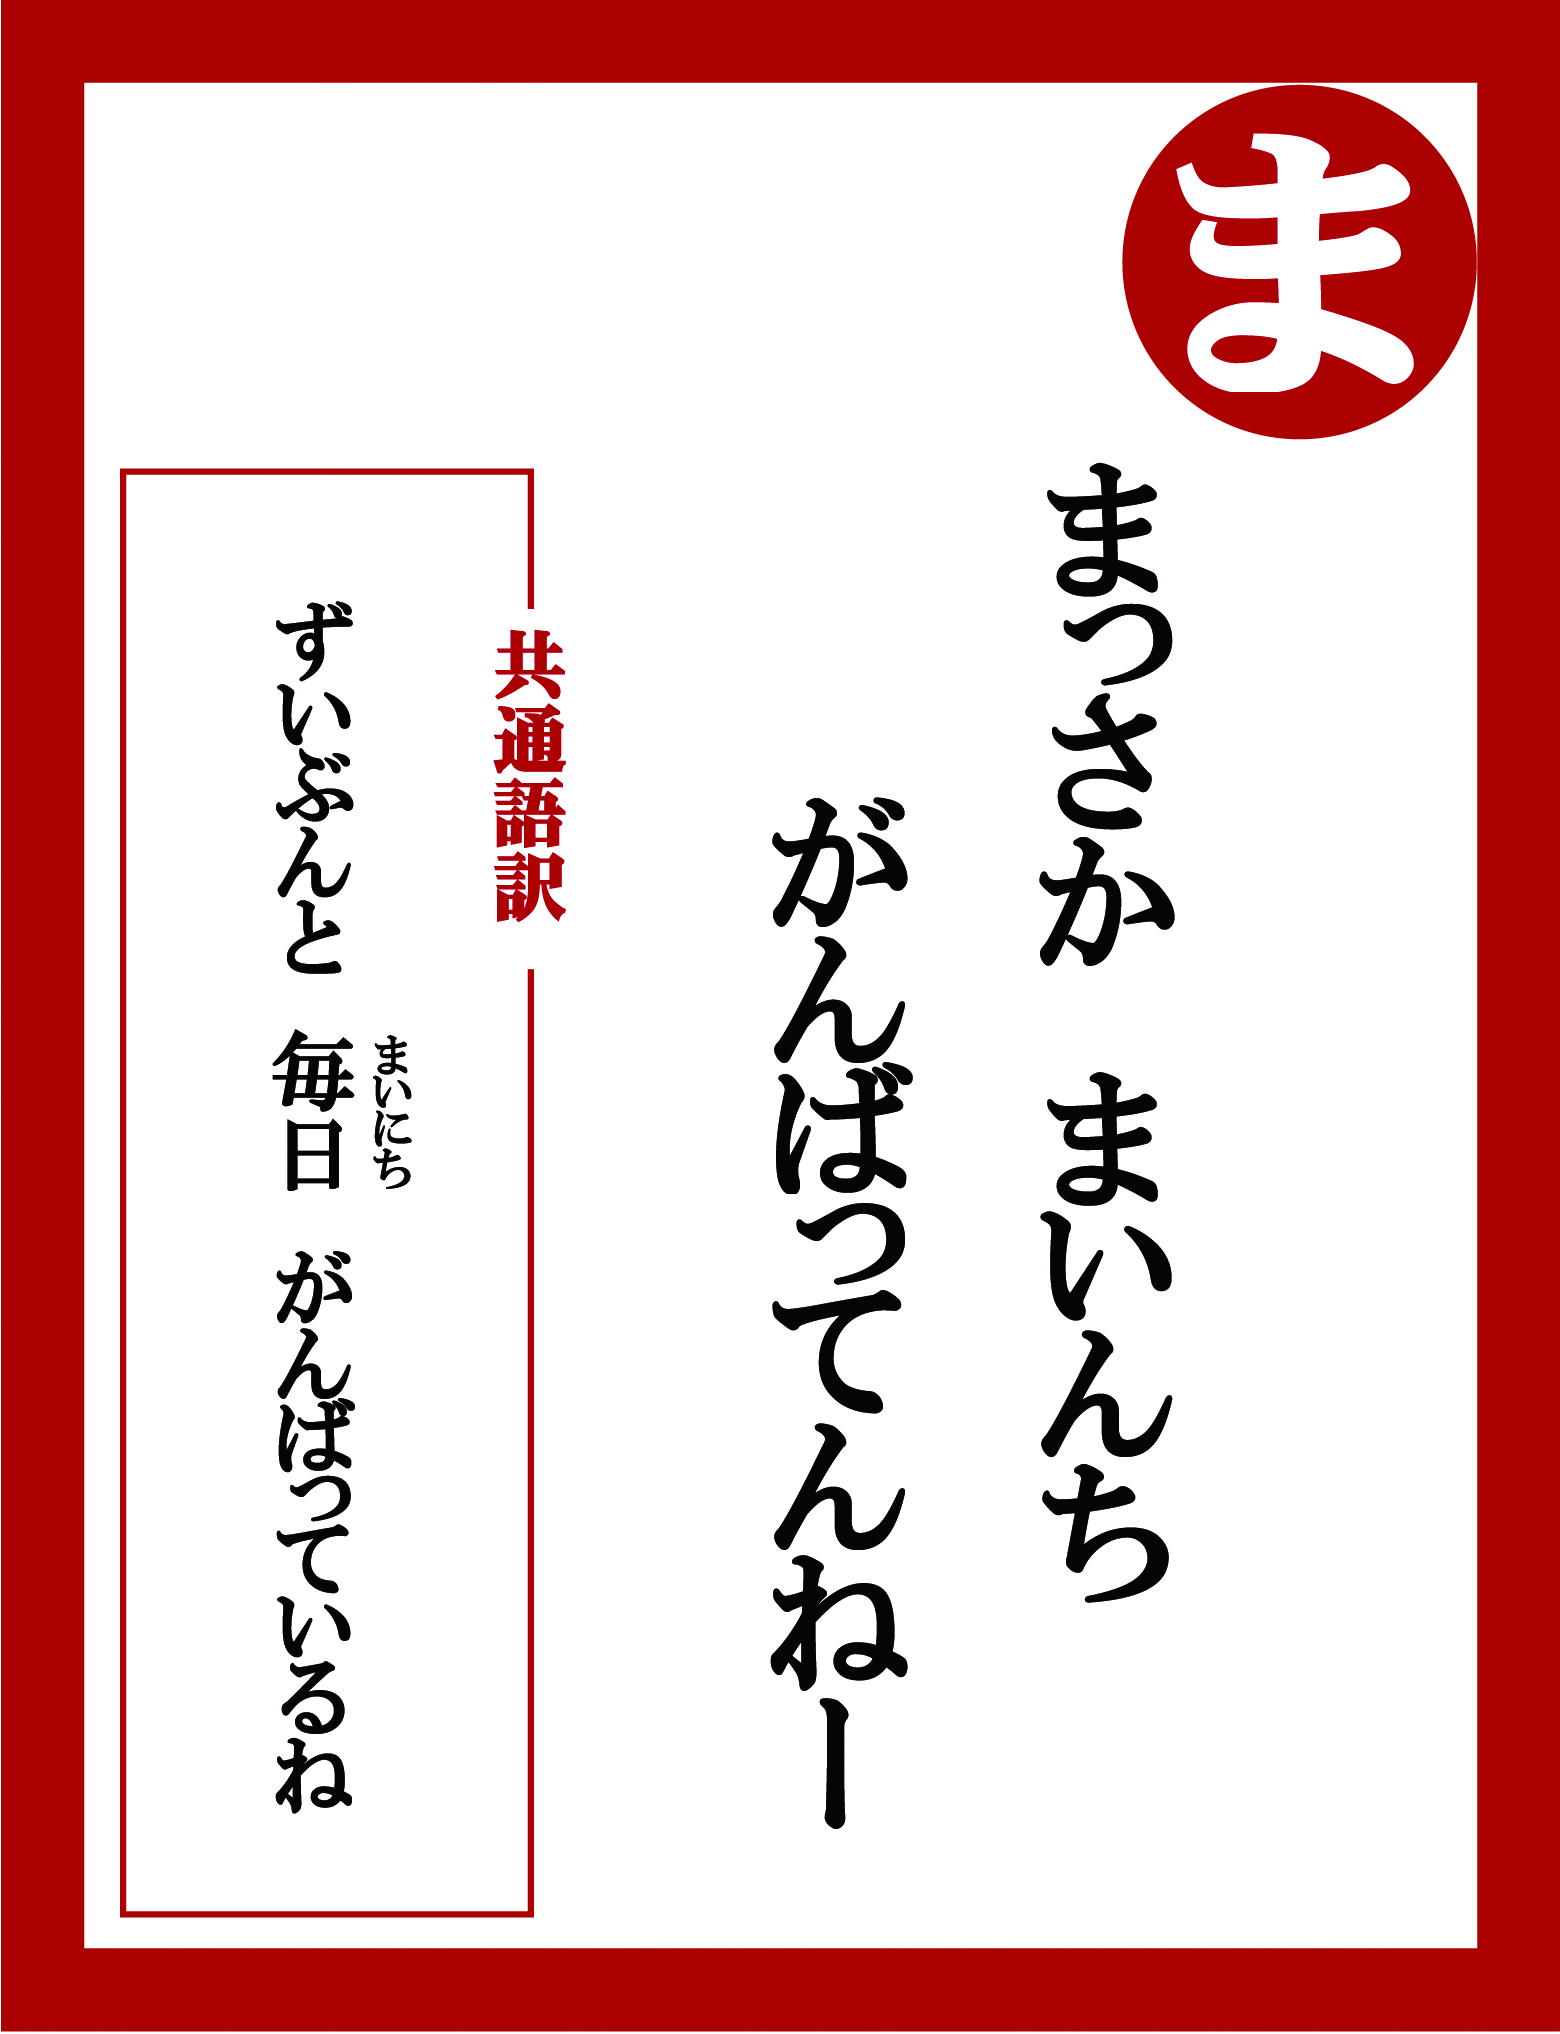 ま
まっさか　まいんち
がんばってんねー
共通語訳
ずいぶんと　毎日　がんばっているね
まいにち